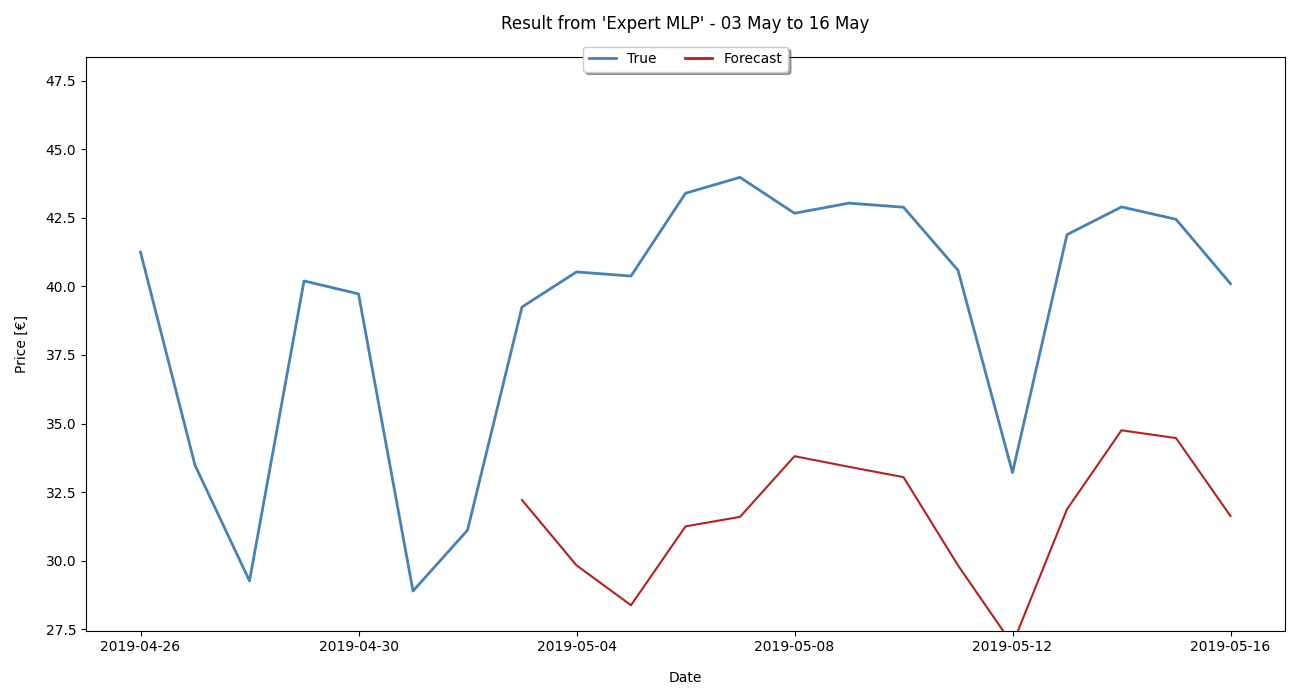 Result from 'Expert MLP' - 03 May to 16 May
True Forecast
47.5
45.0
42.5
40.0
37.5
35.0
32.5
30.0
27.5
Price [€]
2019-04-26 2019-04-30 2019-05-04 2019-05-08 2019-05-12 2019-05-16
Date